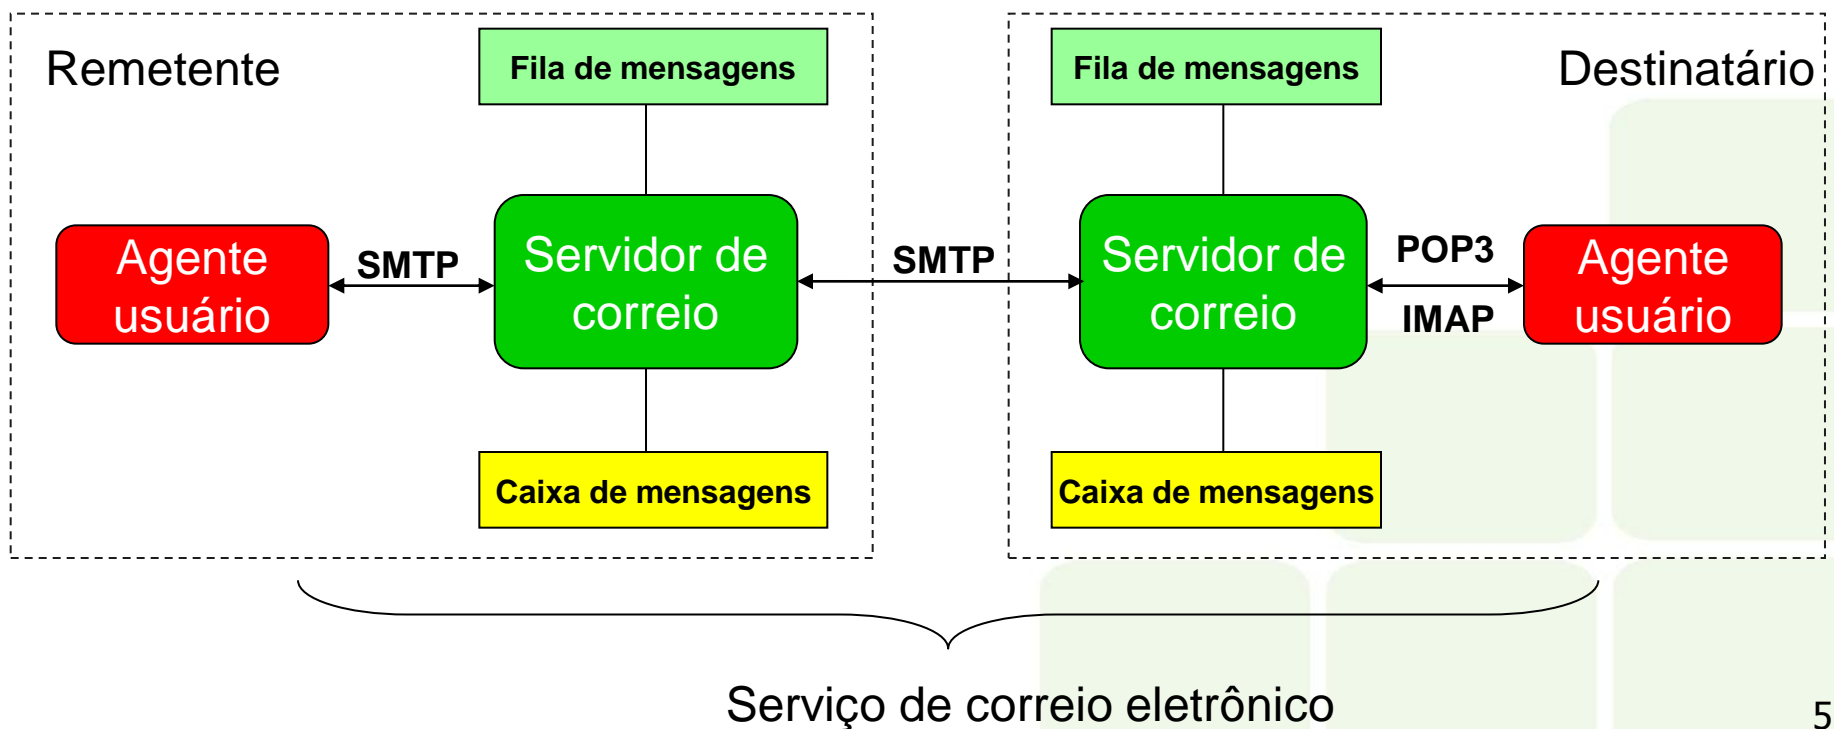 Remetente
Fila de mensagens
Fila de mensagens
Destinatário
Agente
usuário
SMTP
Servidor de
correio
SMTP
Servidor de
correio
POP3
IMAP
Agente
usuário
Caixa de mensagens
Caixa de mensagens
Serviço de correio eletrônico
5